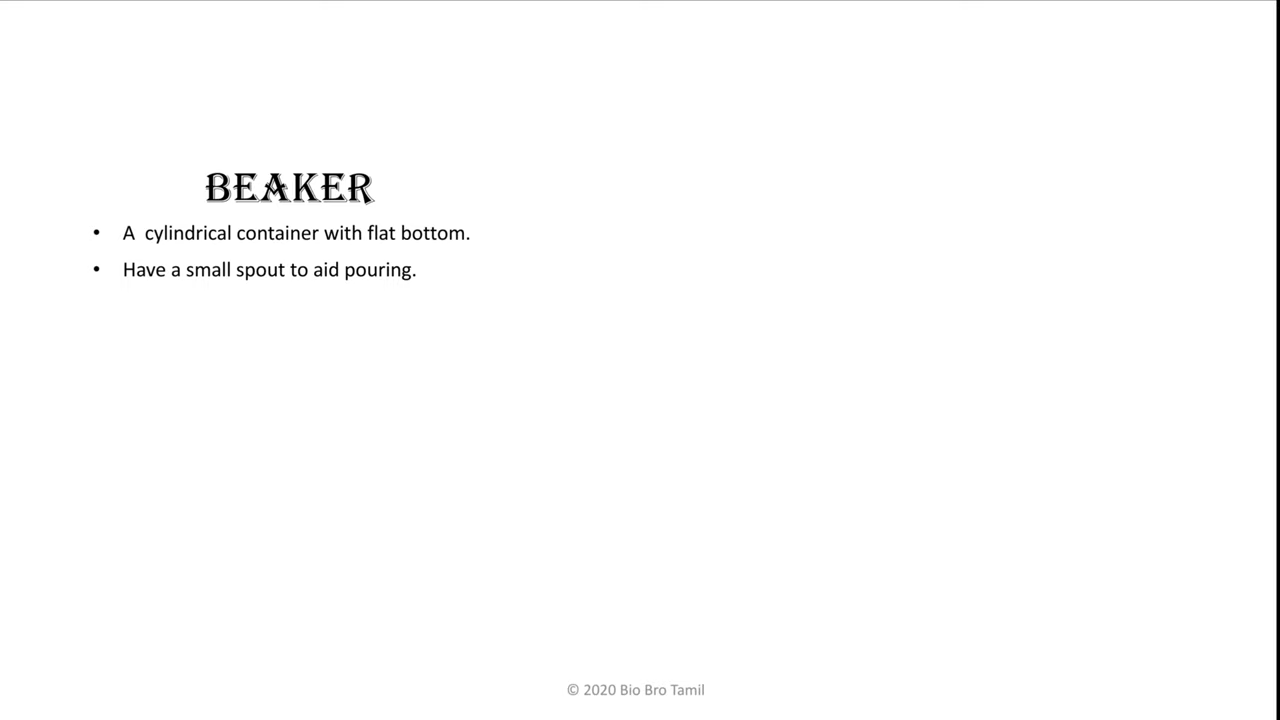 BEAKER
• A  cylindrical container with flat bottom.
• Have a small spout to aid pouring.
© 2020 Bio Bro Tamil